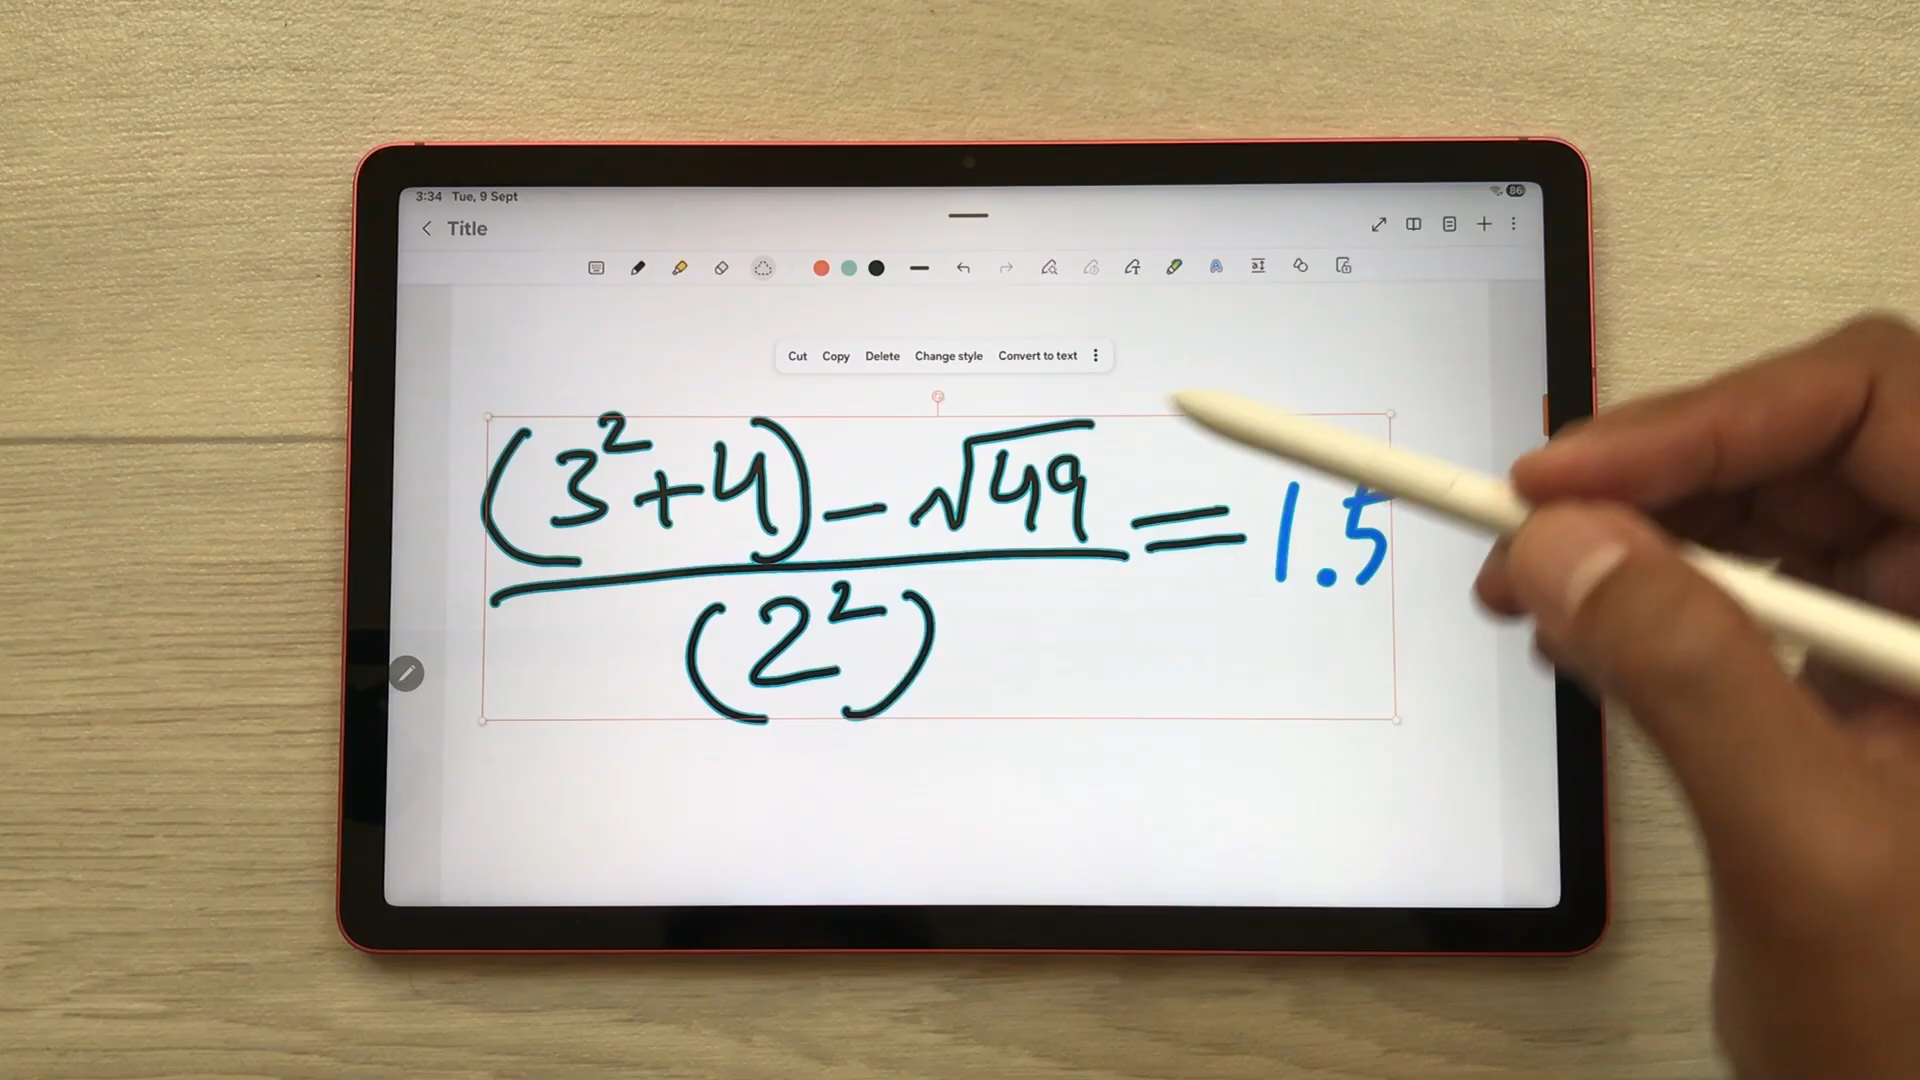 3:34 Tue, 9 Sept
86
Title
Cut Copy Delete Change style Convert to text
(3²+4) - √49 = 1.5
(2²)